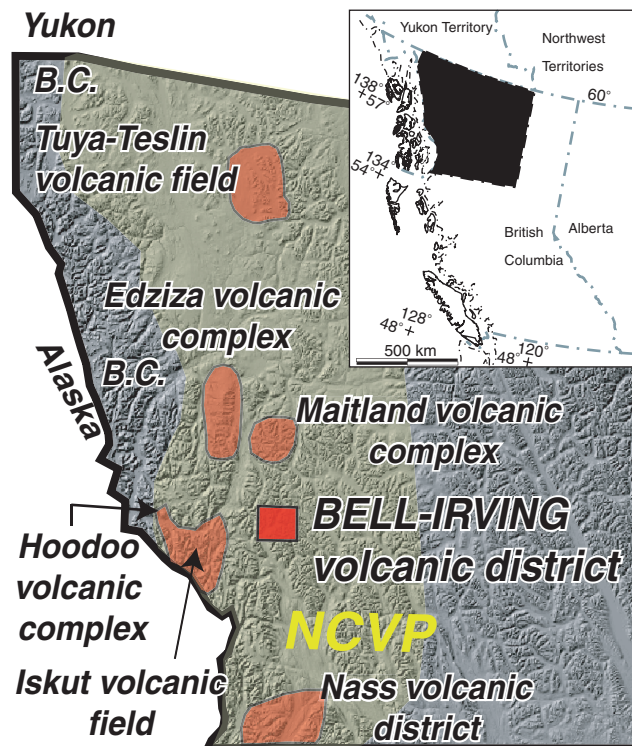 Yukon
B.C.
Tuya-Teslin
volcanic field
Edziza volcanic
complex
B.C.
Alaska
Maitland volcanic
complex
BELL-IRVING
volcanic district
Hoodoo
volcanic
complex
NCVP
Iskut volcanic
field
Nass volcanic
district
Yukon Territory
Northwest
Territories
138°
+57°
60°
134°
54°+
British
Columbia
Alberta
128°
48°+
120°
48°+
500 km